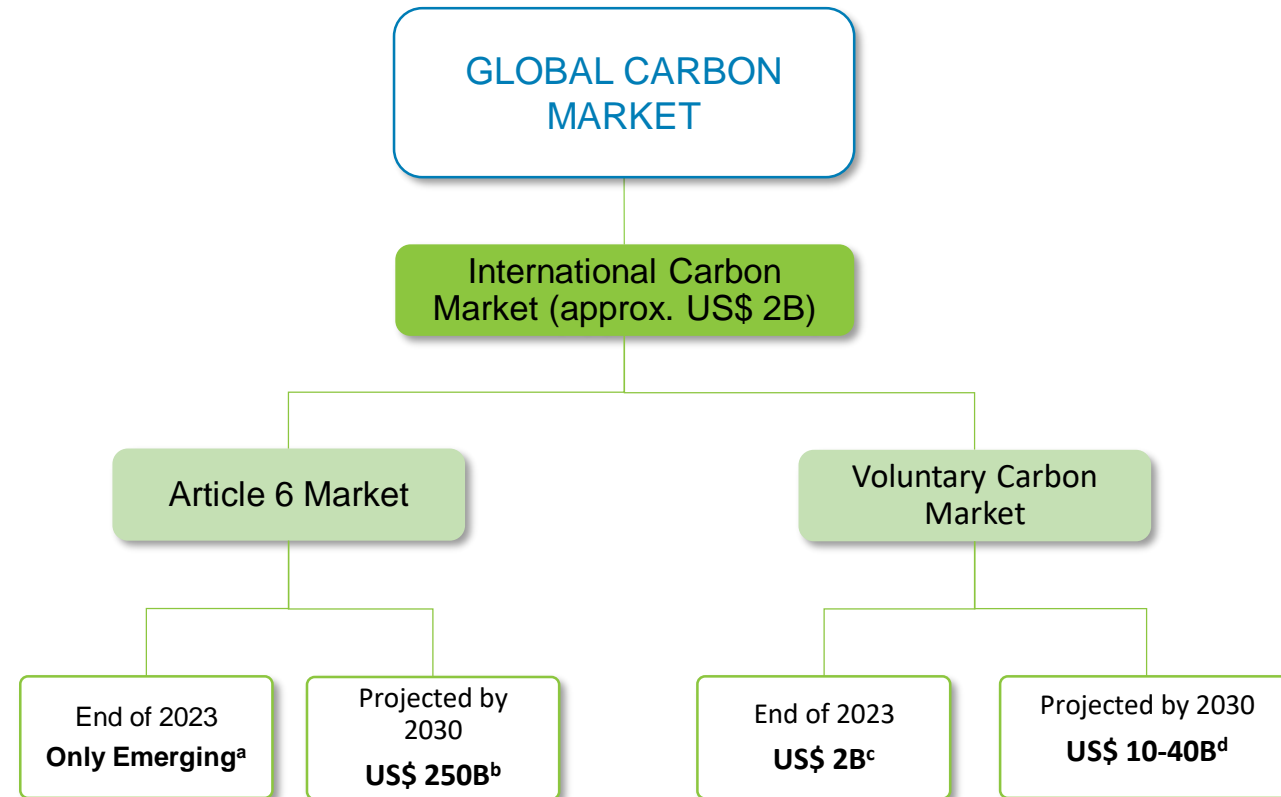 GLOBAL CARBON
MARKET
International Carbon
Market (approx. US$ 2B)
Article 6 Market
Voluntary Carbon
Market
End of 2023
Only Emergingᵃ
Projected by
2030
US$ 250Bᵇ
End of 2023
US$ 2Bᶜ
Projected by 2030
US$ 10-40Bᵈ